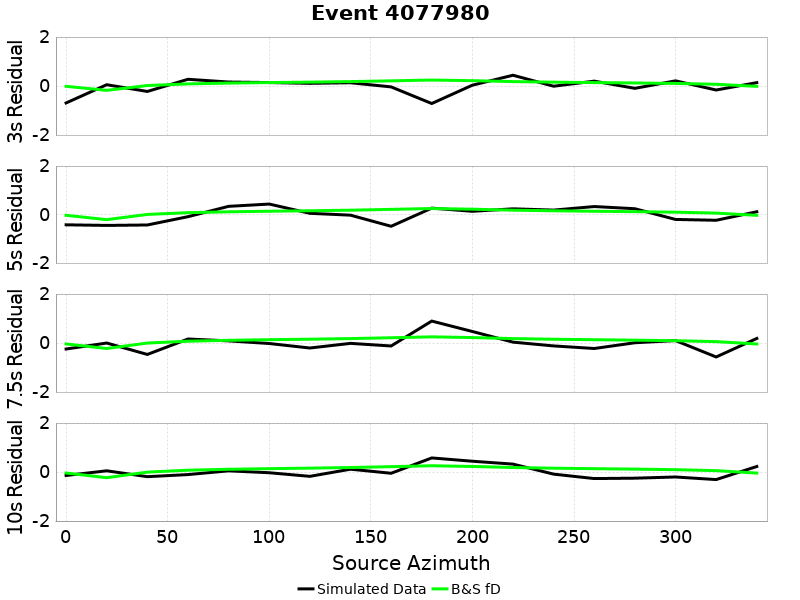 Event 4077980
3s Residual
2
0
-2
5s Residual
2
0
-2
7.5s Residual
2
0
-2
10s Residual
2
0
-2
0 50 100 150 200 250 300
Source Azimuth
Simulated Data B&S fD